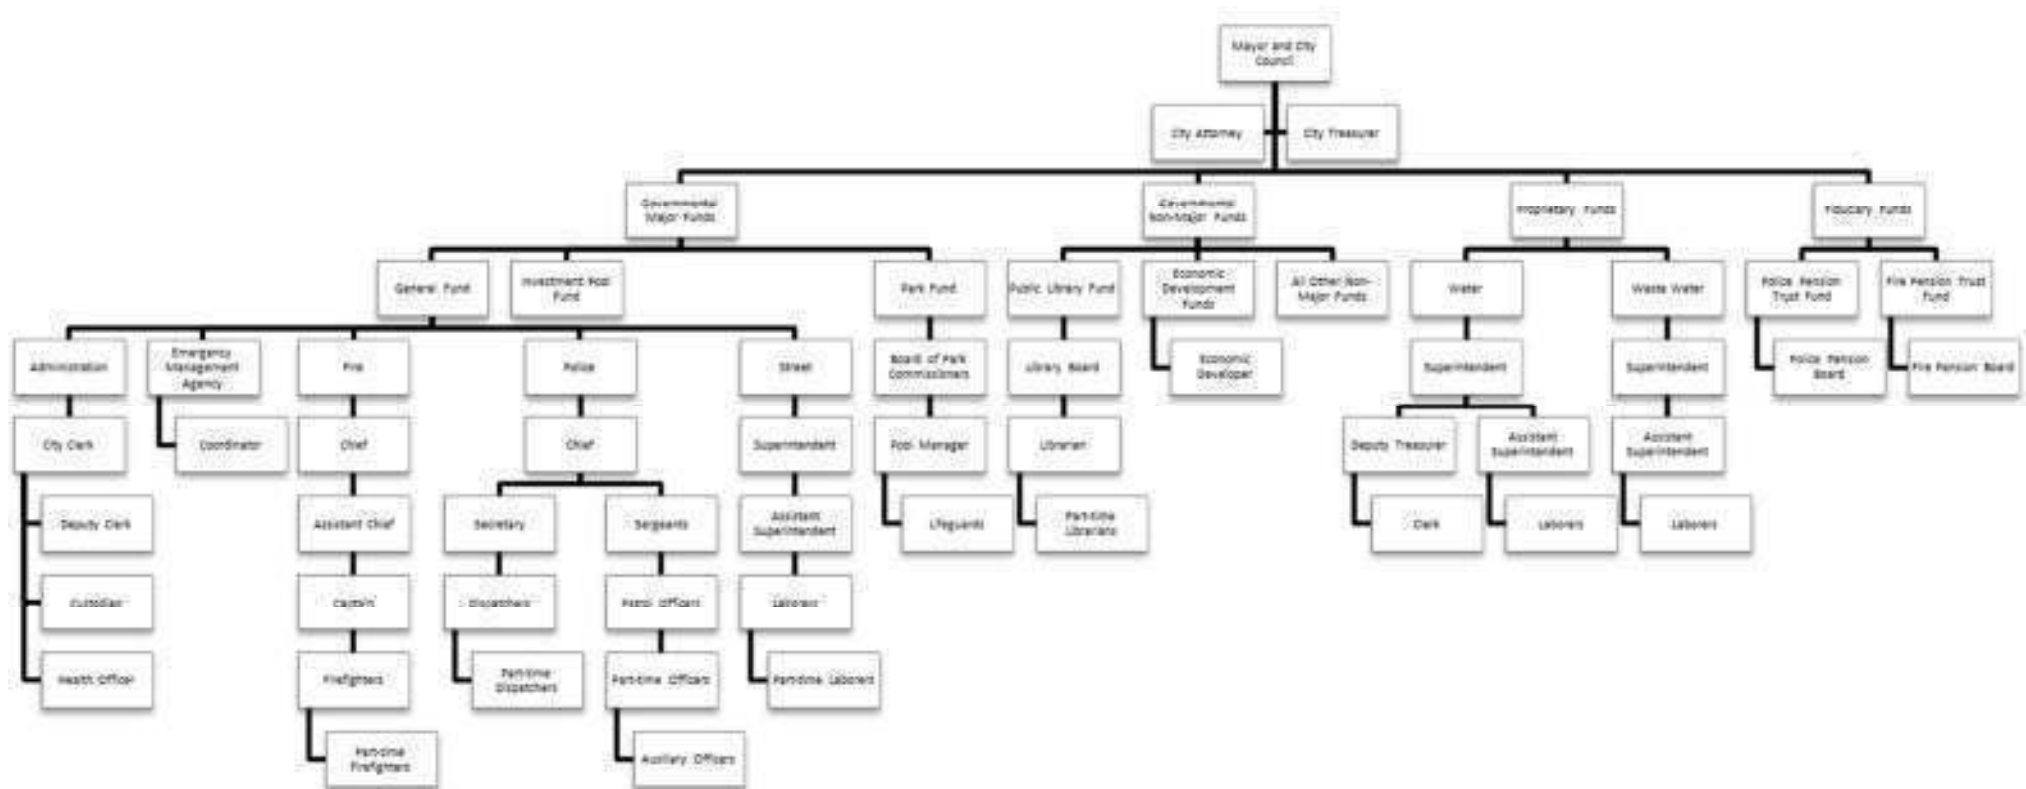 Mayor and City
Council
City Attorney
City Treasurer
Governmental
Major Funds
Governmental
Non-Major Funds
Proprietary Funds
Fiduciary Funds
General Fund
Investment Pool
Fund
Park Fund
Public Library Fund
Economic
Development
Funds
All Other Non-
Major Funds
Water
Waste Water
Police Pension
Trust Fund
Fire Pension Trust
Fund
Administration
Emergency
Management
Agency
Fire
Police
Street
Board of Park
Commissioners
Library Board
Economic
Developer
Superintendent
Superintendent
Police Pension
Board
Fire Pension Board
City Clerk
Coordinator
Chief
Chief
Superintendent
Pool Manager
Librarian
Deputy Treasurer
Assistant
Superintendent
Assistant
Superintendent
Deputy Clerk
Assistant Chief
Secretary
Sergeants
Assistant
Superintendent
Lifeguards
Part-time
Librarians
Clerk
Laborers
Laborers
Custodian
Captain
Dispatchers
Patrol Officers
Laborers
Health Officer
Firefighters
Part-time
Dispatchers
Part-time Officers
Part-time Laborers
Part-time
Firefighters
Auxiliary Officers